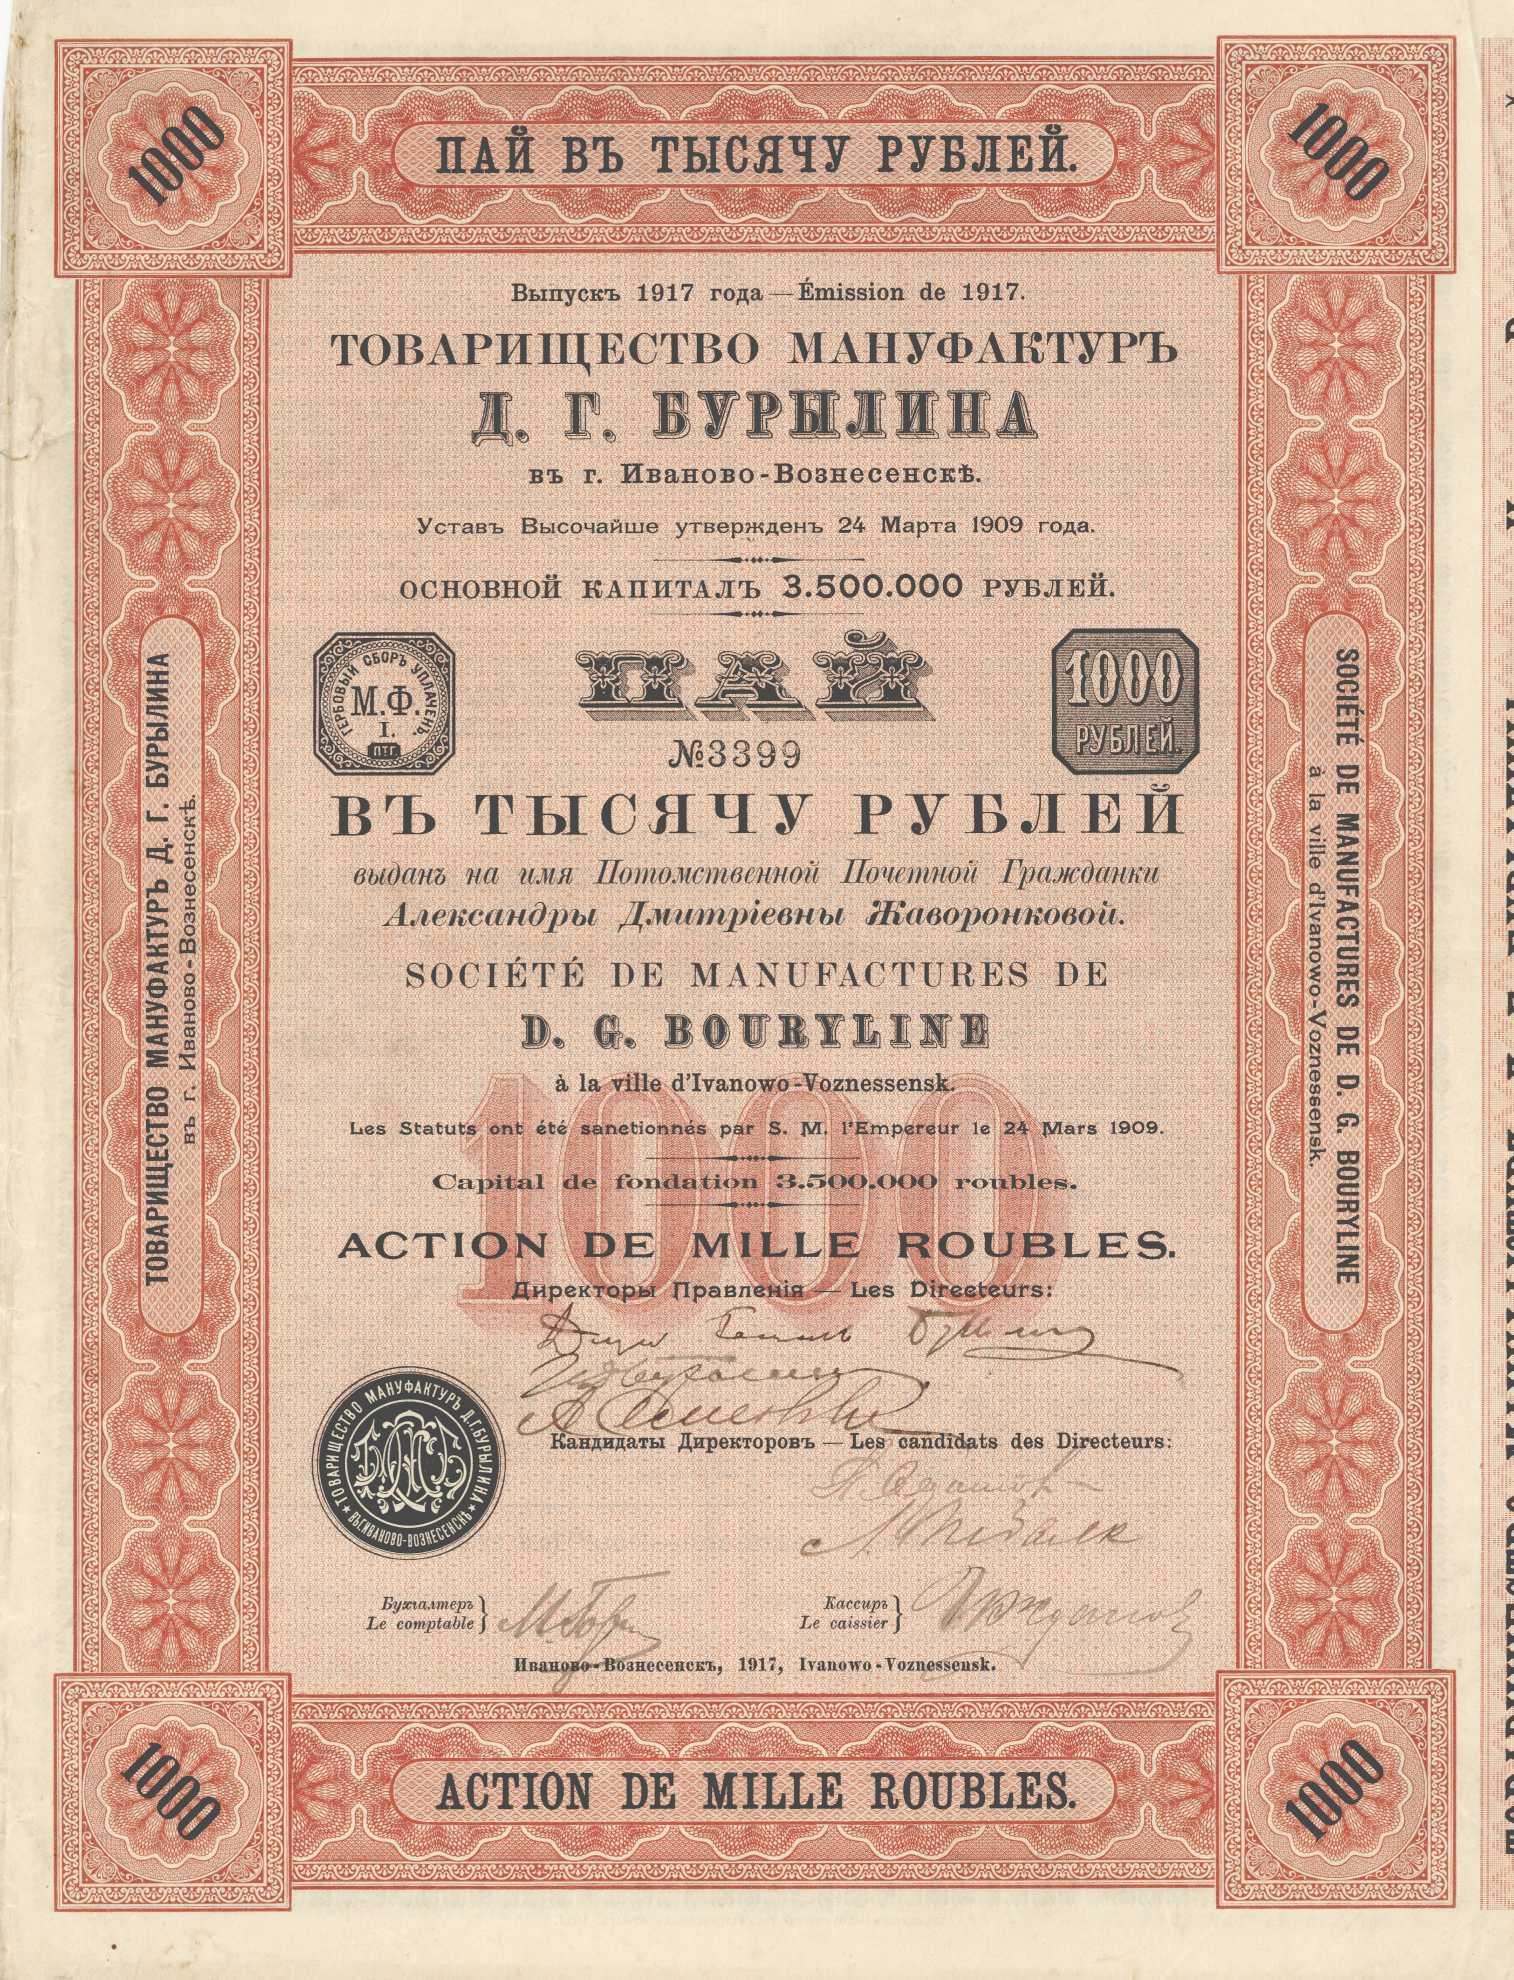 1000
ПАЙ ВЪ ТЫСЯЧУ РУБЛЕЙ.
1000
Выпускъ 1917 года — Émission de 1917.
ТОВАРИЩЕСТВО МАНУФАКТУРЪ
Д. Г. БУРЫЛИНА
въ г. Иваново-Вознесенскѣ.
Уставъ Высочайше утвержденъ 24 Марта 1909 года.
ОСНОВНОЙ КАПИТАЛЪ 3.500.000 РУБЛЕЙ.
ГЕРБОВЫЙ СБОРЪ УПЛАЧЕНЪ.
М.Ф.
I.
ПТГ
ПАЙ
1000
РУБЛЕЙ.
№3399
ВЪ ТЫСЯЧУ РУБЛЕЙ
выданъ на имя Потомственной Почетной Гражданки
Александры Дмитріевны Жаворонковой.
SOCIÉTÉ DE MANUFACTURES DE
D. G. BOURYLINE
à la ville d'Ivanowo-Voznessensk.
1000
Les Statuts ont été sanctionnés par S. M. l'Empereur le 24 Mars 1909.
Capital de fondation 3.500.000 roubles.
ACTION DE MILLE ROUBLES.
Директоры Правленія — Les Directeurs:
ТОВАРИЩЕСТВО МАНУФАКТУРЪ Д. Г. БУРЫЛИНА
ВЪ ИВАНОВО-ВОЗНЕСЕНСКѢ
Кандидаты Директоровъ — Les candidats des Directeurs:
Бухгалтеръ
Le comptable
Кассиръ
Le caissier
Иваново-Вознесенскъ, 1917, Ivanowo-Voznessensk.
ТОВАРИЩЕСТВО МАНУФАКТУРЪ Д. Г. БУРЫЛИНА
въ г. Иваново-Вознесенскѣ.
SOCIÉTÉ DE MANUFACTURES DE D. G. BOURYLINE
à la ville d'Ivanowo-Voznessensk.
1000
ACTION DE MILLE ROUBLES.
1000